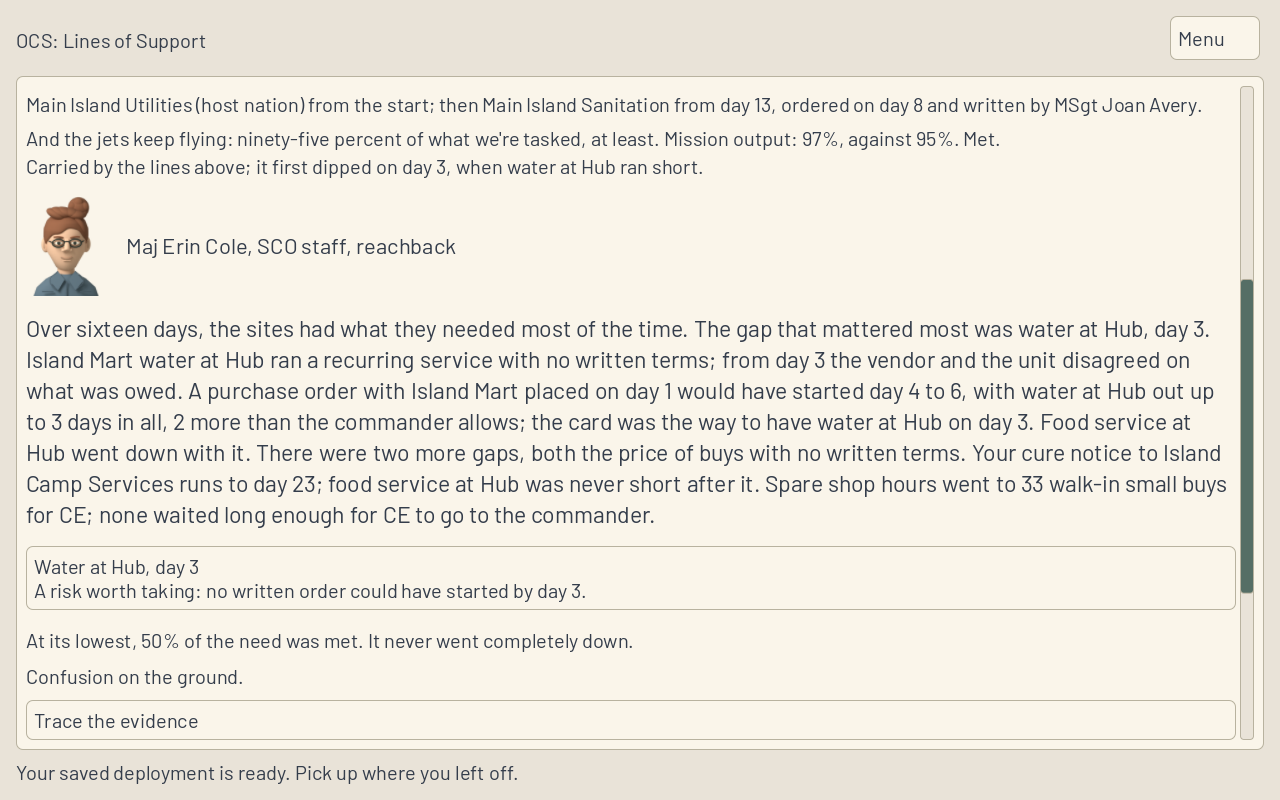 OCS: Lines of Support
Menu
Main Island Utilities (host nation) from the start; then Main Island Sanitation from day 13, ordered on day 8 and written by MSgt Joan Avery.
And the jets keep flying: ninety-five percent of what we're tasked, at least. Mission output: 97%, against 95%. Met.
Carried by the lines above; it first dipped on day 3, when water at Hub ran short.
Maj Erin Cole, SCO staff, reachback
Over sixteen days, the sites had what they needed most of the time. The gap that mattered most was water at Hub, day 3.
Island Mart water at Hub ran a recurring service with no written terms; from day 3 the vendor and the unit disagreed on
what was owed. A purchase order with Island Mart placed on day 1 would have started day 4 to 6, with water at Hub out up
to 3 days in all, 2 more than the commander allows; the card was the way to have water at Hub on day 3. Food service at
Hub went down with it. There were two more gaps, both the price of buys with no written terms. Your cure notice to Island
Camp Services runs to day 23; food service at Hub was never short after it. Spare shop hours went to 33 walk-in small buys
for CE; none waited long enough for CE to go to the commander.
Water at Hub, day 3
A risk worth taking: no written order could have started by day 3.
At its lowest, 50% of the need was met. It never went completely down.
Confusion on the ground.
Trace the evidence
Your saved deployment is ready. Pick up where you left off.